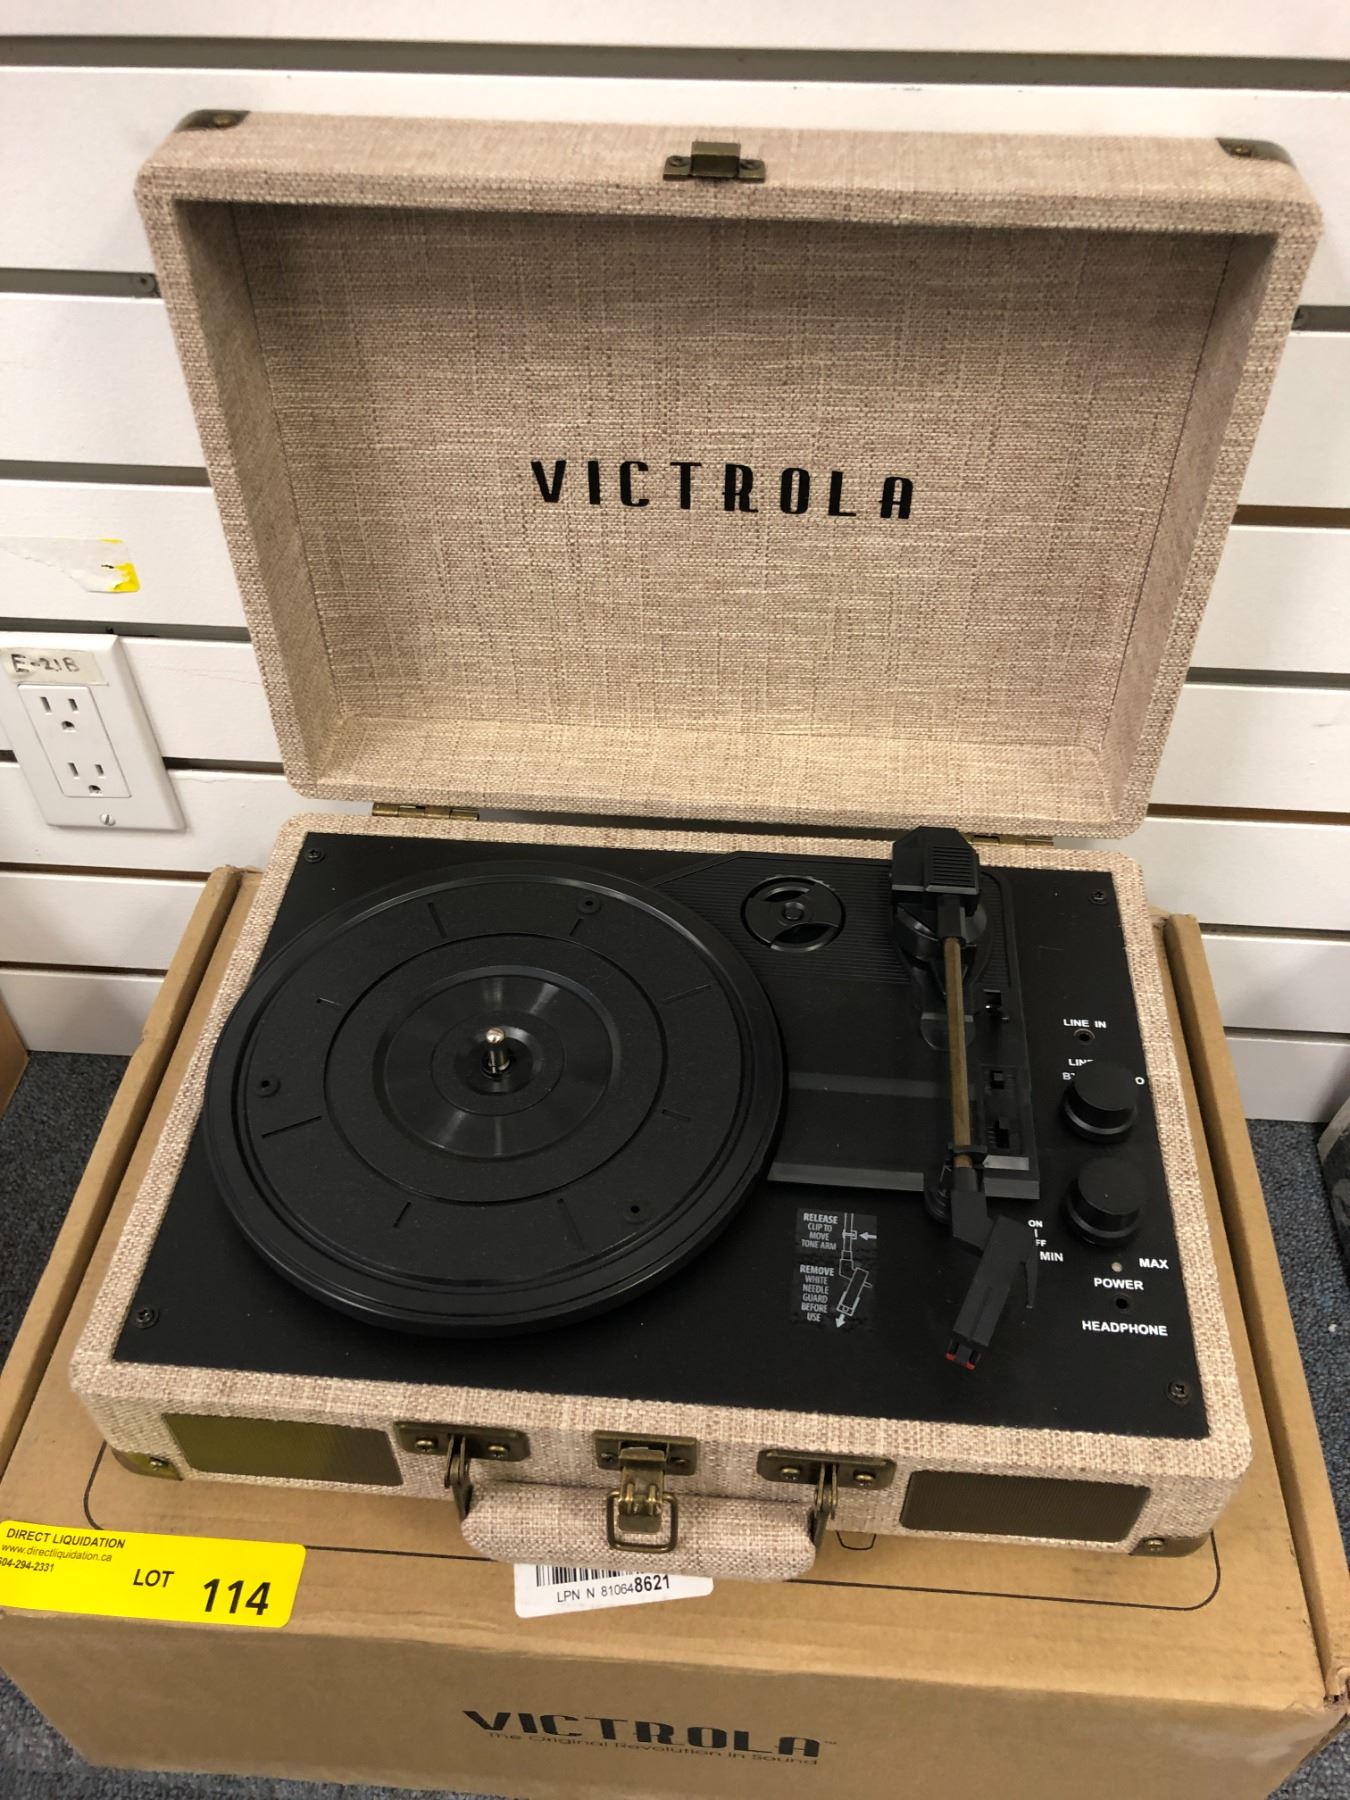 VICTROLA
E-21B
LINE IN
ON
MIN
MAX
POWER
HEADPHONE
RELEASE
CLIP TO
MOVE
TONE ARM
REMOVE
WHITE
NEEDLE
GUARD
BEFORE
USE
DIRECT LIQUIDATION
www.directliquidation.ca
604-294-2331
LOT 114
LPN N 810648621
VICTROLA™
The Original Revolution in Sound